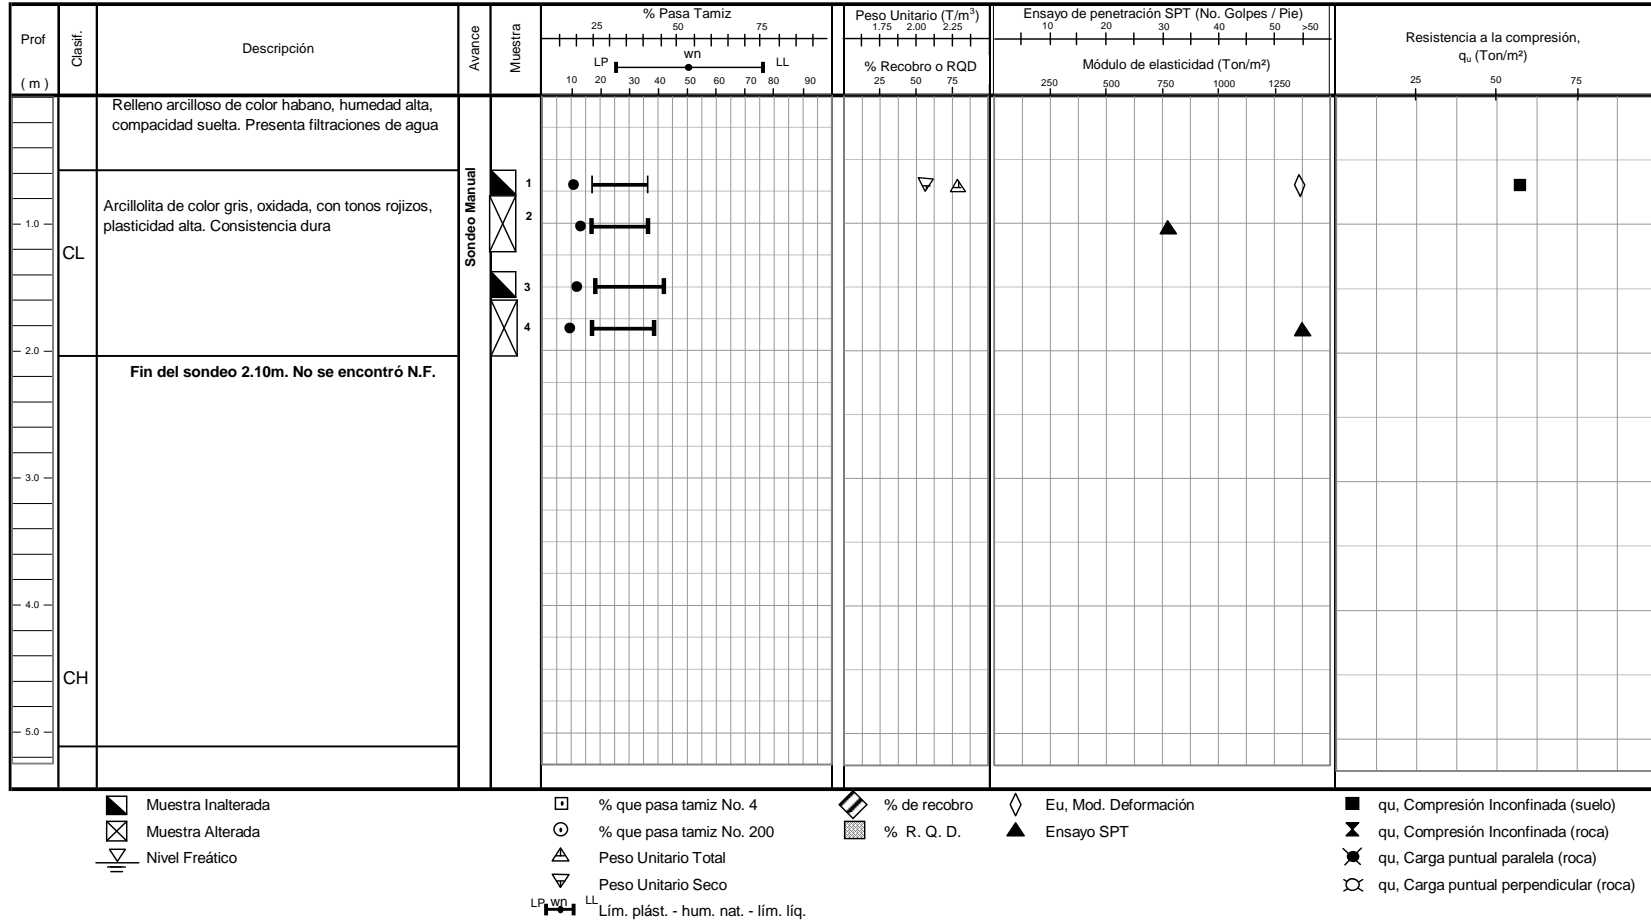 Prof
( m )
Clasif.
Descripción
Avance
Muestra
% Pasa Tamiz
25 50 75
LP wn LL
10 20 30 40 50 60 70 80 90
Peso Unitario (T/m³)
1.75 2.00 2.25
% Recobro o RQD
25 50 75
Ensayo de penetración SPT (No. Golpes / Pie)
10 20 30 40 50 >50
Módulo de elasticidad (Ton/m²)
250 500 750 1000 1250
Resistencia a la compresión,
qᵤ (Ton/m²)
25 50 75
Relleno arcilloso de color habano, humedad alta,
compacidad suelta. Presenta filtraciones de agua
Sondeo Manual
1
Arcillolita de color gris, oxidada, con tonos rojizos,
plasticidad alta. Consistencia dura
2
1.0
CL
3
4
2.0
Fin del sondeo 2.10m. No se encontró N.F.
3.0
4.0
CH
5.0
Muestra Inalterada
Muestra Alterada
Nivel Freático
% que pasa tamiz No. 4
% que pasa tamiz No. 200
Peso Unitario Total
Peso Unitario Seco
LP wn LL Lím. plást. - hum. nat. - lím. líq.
% de recobro
% R. Q. D.
Eu, Mod. Deformación
Ensayo SPT
qu, Compresión Inconfinada (suelo)
qu, Compresión Inconfinada (roca)
qu, Carga puntual paralela (roca)
qu, Carga puntual perpendicular (roca)